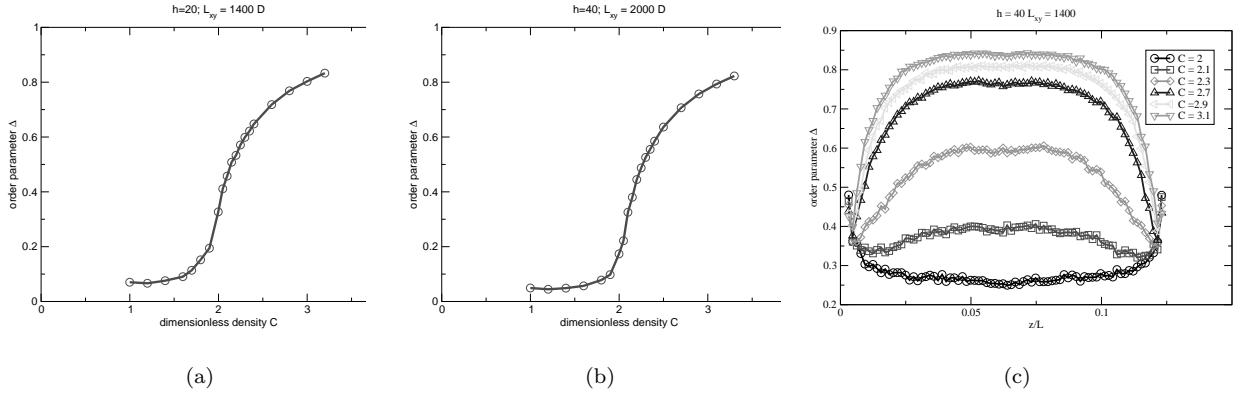 h=20; L_xy = 1400 D
order parameter Δ
1
0.8
0.6
0.4
0.2
0
0
1
2
3
dimensionless density C
(a)
h=40; L_xy = 2000 D
order parameter Δ
1
0.8
0.6
0.4
0.2
0
0
1
2
3
dimensionless density C
(b)
h = 40 L_xy = 1400
order parameter Δ
0.9
0.8
0.7
0.6
0.5
0.4
0.3
0.2
0
0.05
0.1
z/L
C = 2
C = 2.1
C = 2.3
C = 2.7
C =2.9
C = 3.1
(c)